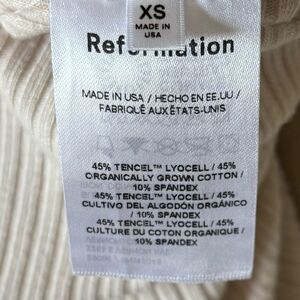 XS
MADE IN
USA
Reformation
MADE IN USA / HECHO EN EE.UU /
FABRIQUÉ AUX ÉTATS-UNIS
45% TENCEL™ LYOCELL / 45%
ORGANICALLY GROWN COTTON /
10% SPANDEX
45% TENCEL™ LYOCELL / 45%
CULTIVO DEL ALGODÓN ORGÁNICO
/ 10% SPANDEX
45% TENCEL™ LYOCELL / 45%
CULTURE DU COTON ORGANIQUE /
10% SPANDEX